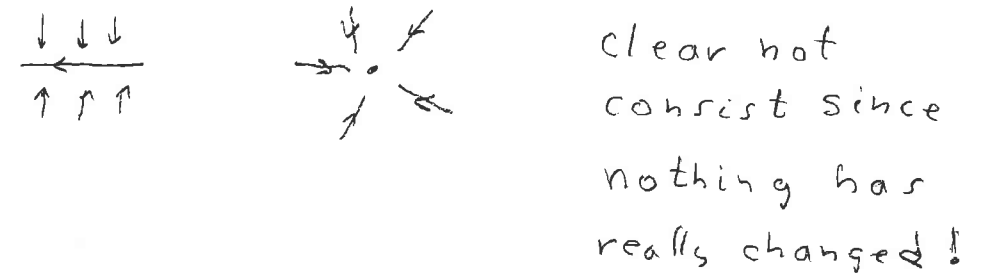 clear not
consist since
nothing has
really changed!